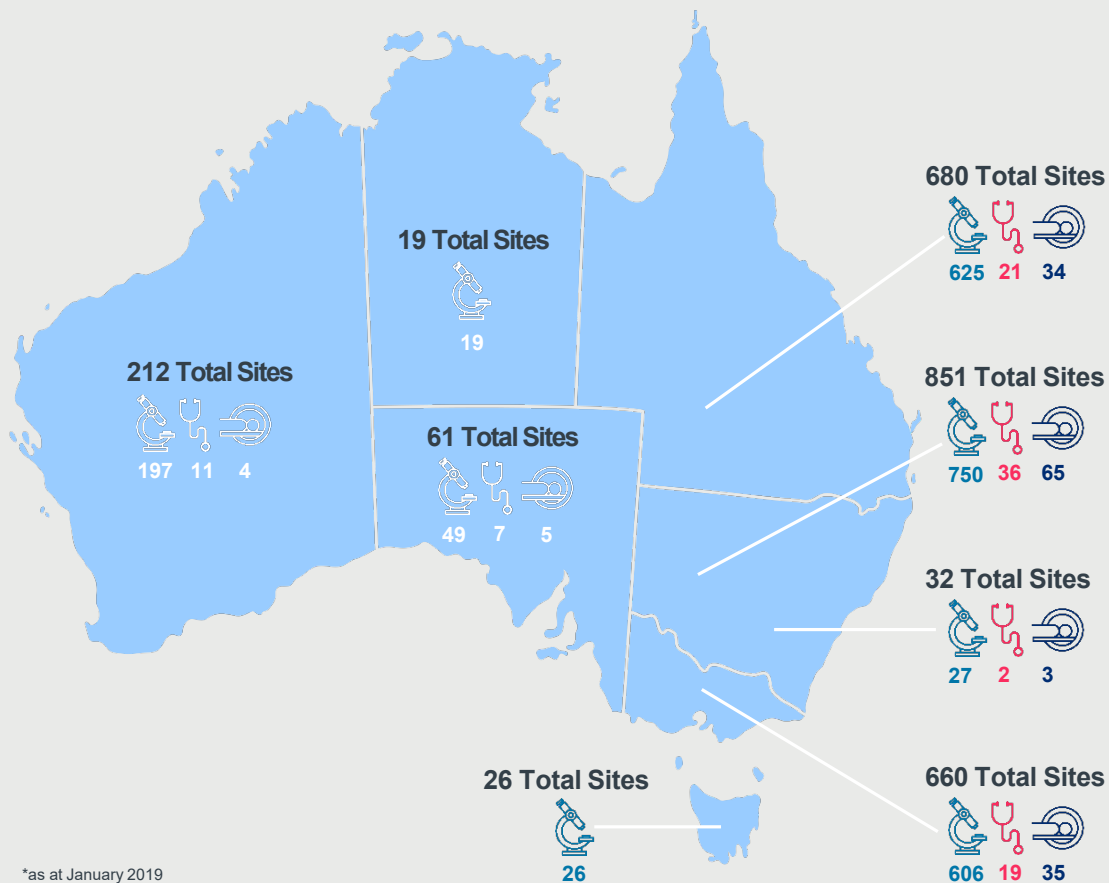 680 Total Sites
625 21 34
19 Total Sites
19
212 Total Sites
197 11 4
851 Total Sites
750 36 65
61 Total Sites
49 7 5
32 Total Sites
27 2 3
26 Total Sites
26
660 Total Sites
606 19 35
*as at January 2019